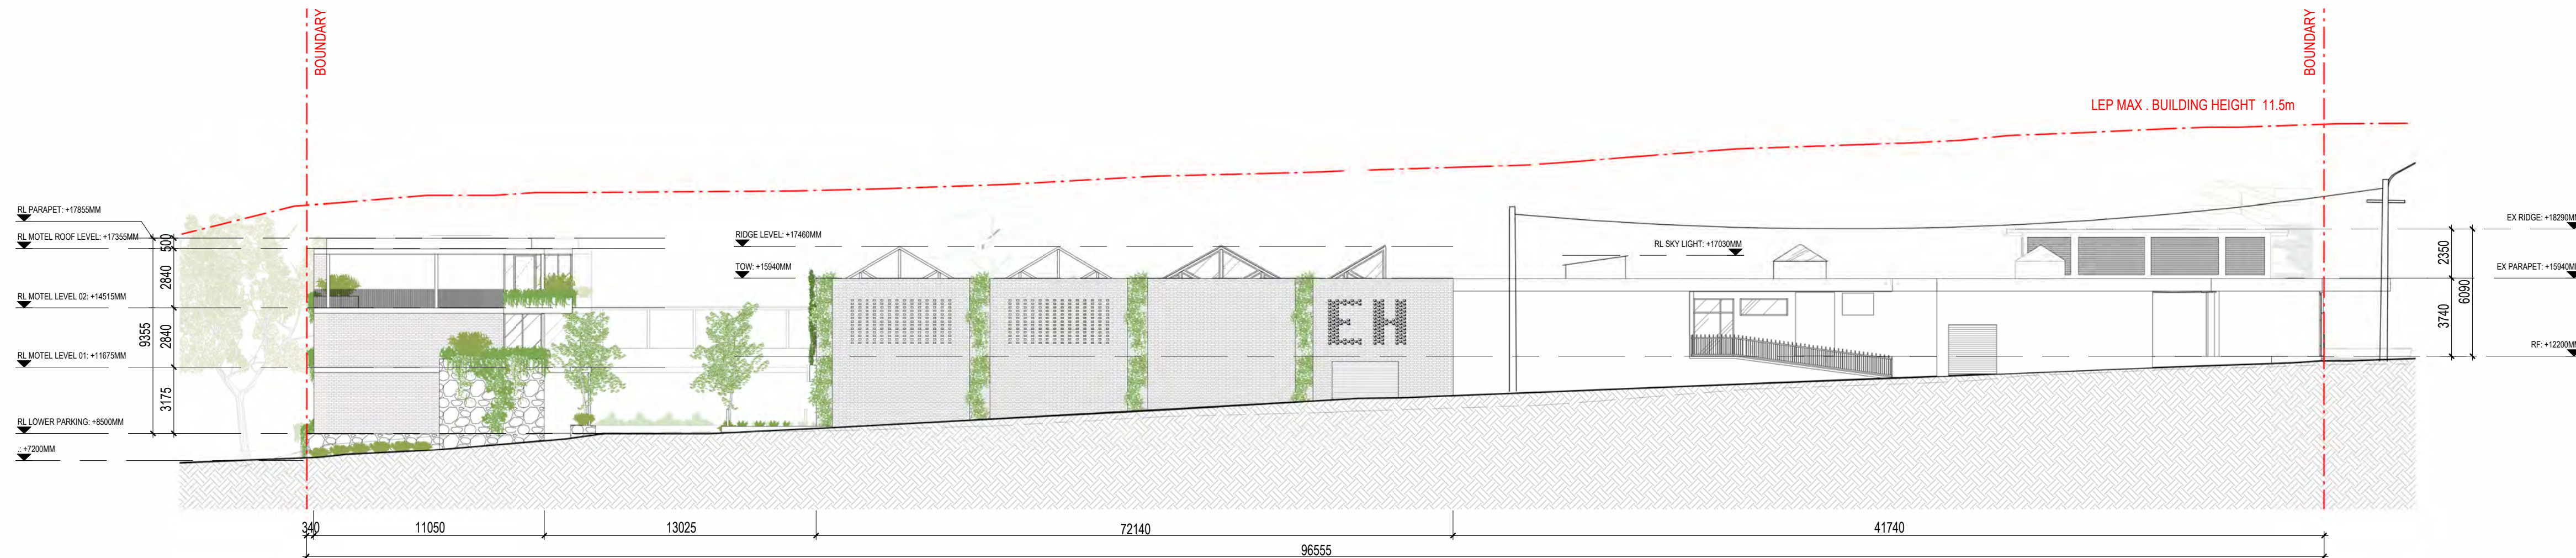 BOUNDARY
BOUNDARY
LEP MAX . BUILDING HEIGHT 11.5m
RL PARAPET: +17855MM
RL MOTEL ROOF LEVEL: +17355MM
RL MOTEL LEVEL 02: +14515MM
RL MOTEL LEVEL 01: +11675MM
RL LOWER PARKING: +8500MM
.: +7200MM
500
2840
2840
3175
9355
RIDGE LEVEL: +17460MM
TOW: +15940MM
EH
RL SKY LIGHT: +17030MM
EX RIDGE: +18290MM
EX PARAPET: +15940MM
RF: +12200MM
2350
3740
6090
340
11050
13025
72140
41740
96555